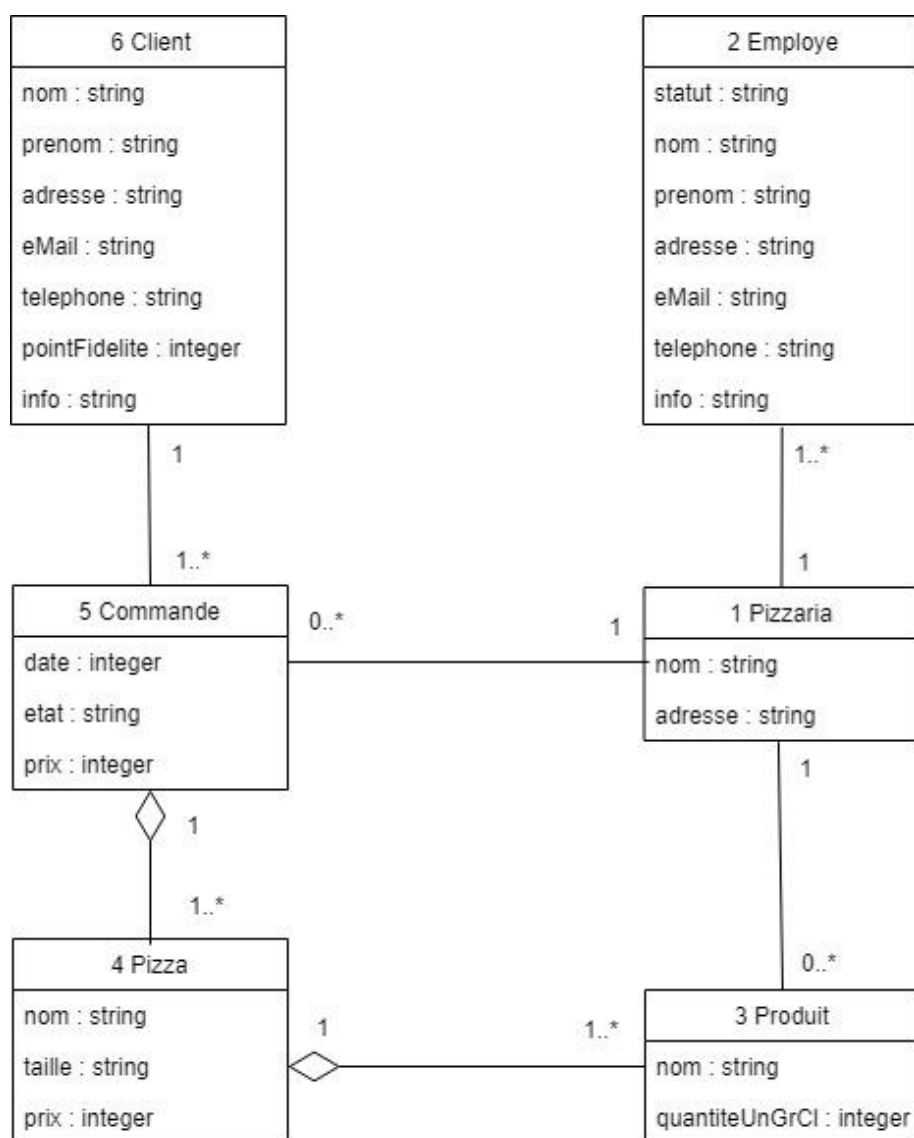 6 Client
nom : string
prenom : string
adresse : string
eMail : string
telephone : string
pointFidelite : integer
info : string
2 Employe
statut : string
nom : string
prenom : string
adresse : string
eMail : string
telephone : string
info : string
1
1..*
1..*
1
5 Commande
date : integer
etat : string
prix : integer
0..*
1
1 Pizzaria
nom : string
adresse : string
1
1..*
1
0..*
4 Pizza
nom : string
taille : string
prix : integer
1
1..*
3 Produit
nom : string
quantiteUnGrCl : integer